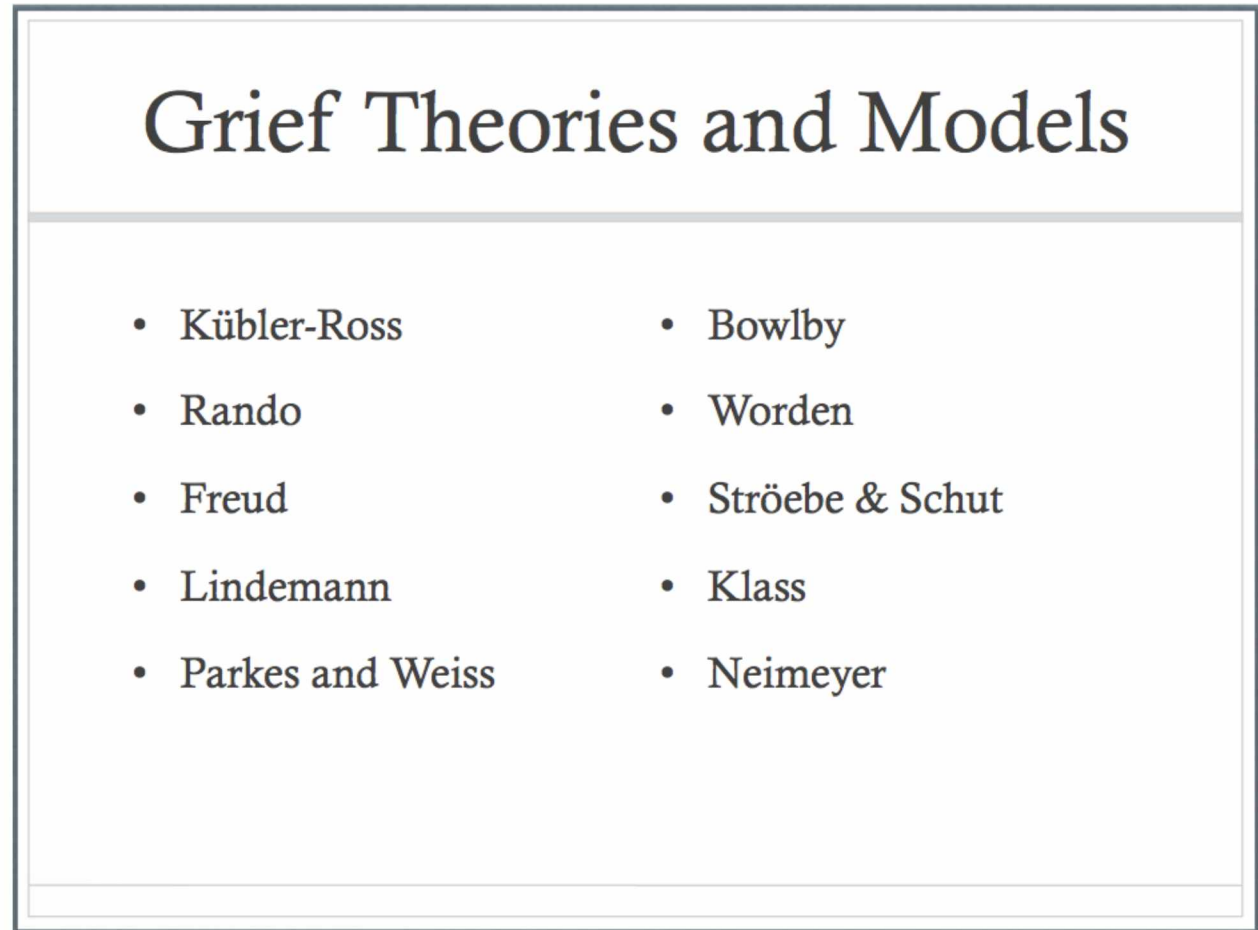 Grief Theories and Models
• Kübler-Ross
• Rando
• Freud
• Lindemann
• Parkes and Weiss
• Bowlby
• Worden
• Ströebe & Schut
• Klass
• Neimeyer